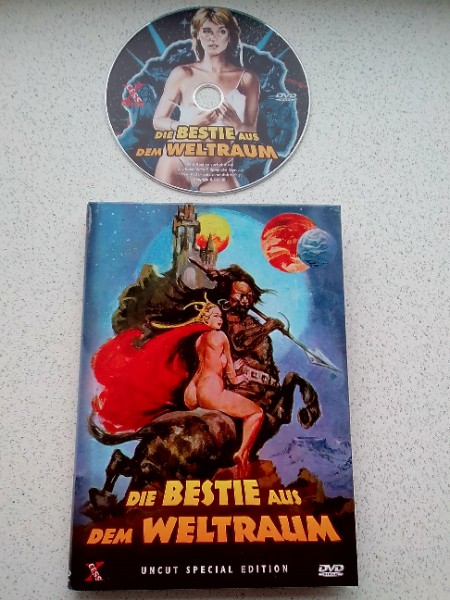 DVD
DIE BESTIE AUS
DEM WELTRAUM
DIE BESTIE AUS
DEM WELTRAUM
UNCUT SPECIAL EDITION
DVD